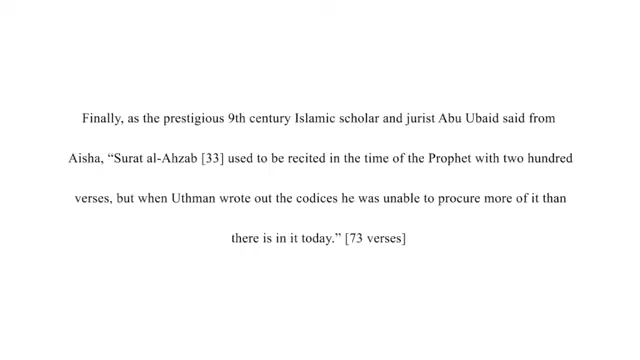 Finally, as the prestigious 9th century Islamic scholar and jurist Abu Ubaid said from
Aisha, “Surat al-Ahzab [33] used to be recited in the time of the Prophet with two hundred
verses, but when Uthman wrote out the codices he was unable to procure more of it than
there is in it today.” [73 verses]